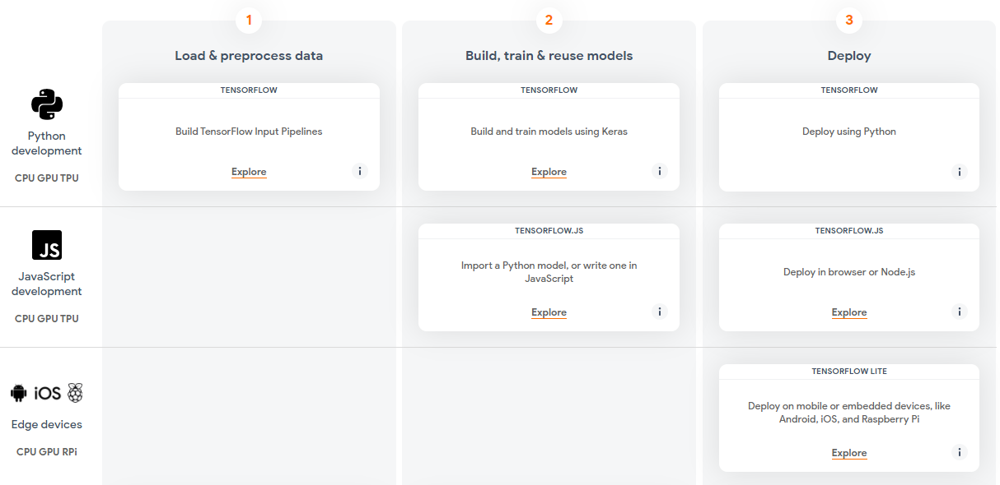 1
2
3
Load & preprocess data
Build, train & reuse models
Deploy
Python
development
CPU GPU TPU
TENSORFLOW
Build TensorFlow Input Pipelines
Explore
i
TENSORFLOW
Build and train models using Keras
Explore
i
TENSORFLOW
Deploy using Python
i
JS
JavaScript
development
CPU GPU TPU
TENSORFLOW.JS
Import a Python model, or write one in
JavaScript
Explore
i
TENSORFLOW.JS
Deploy in browser or Node.js
Explore
i
iOS
Edge devices
CPU GPU RPi
TENSORFLOW LITE
Deploy on mobile or embedded devices, like
Android, iOS, and Raspberry Pi
Explore
i